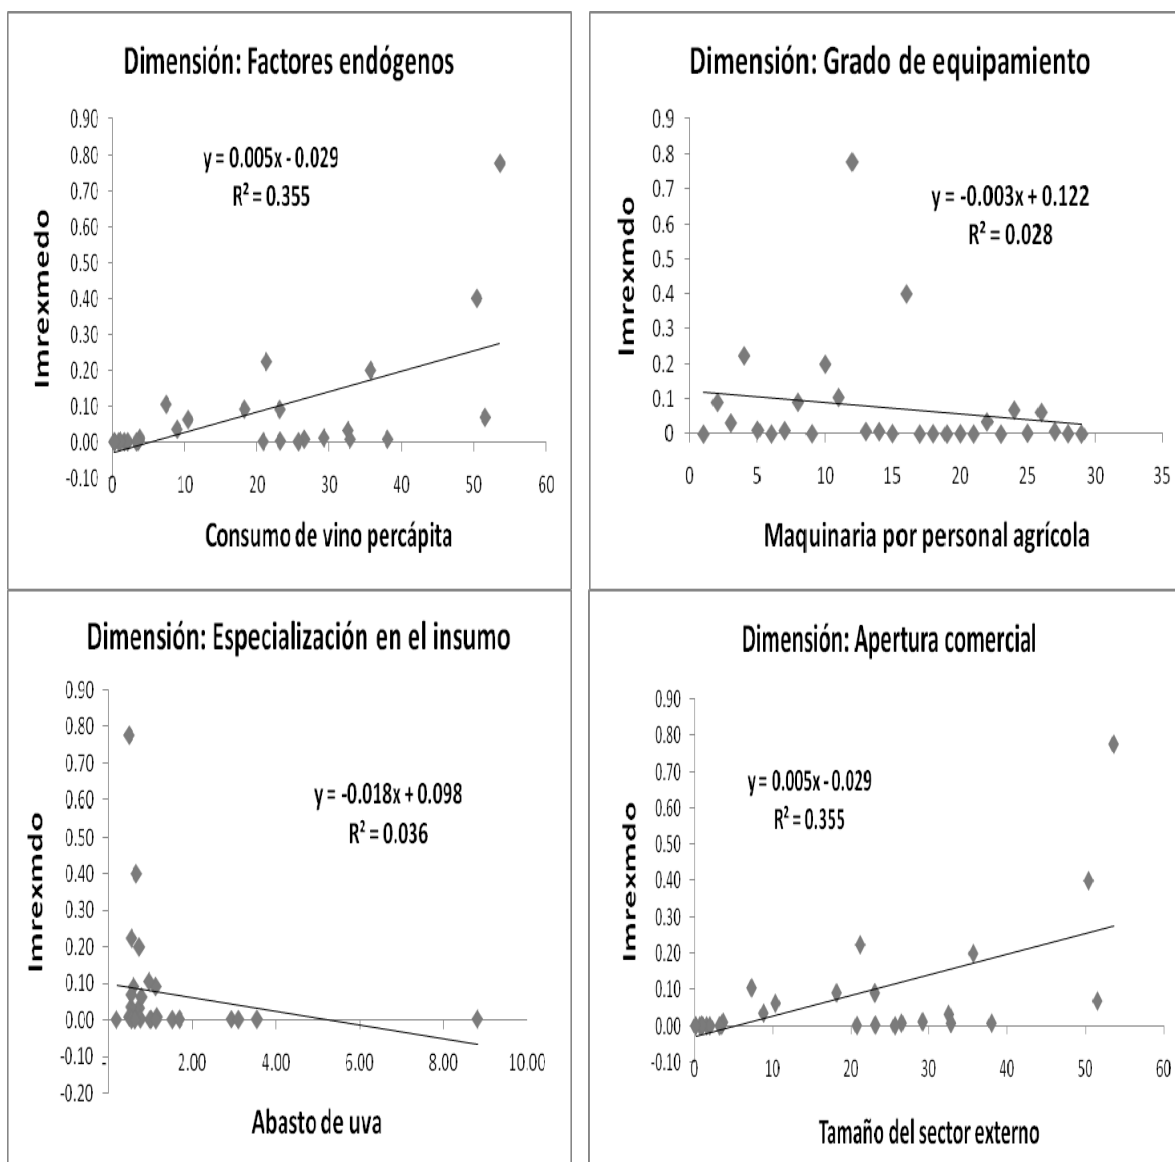 Dimensión: Factores endógenos
0.90
0.80
0.70
0.60
0.50
0.40
0.30
0.20
0.10
0.00
-0.10
y = 0.005x - 0.029
R² = 0.355
Imrexmedo
0 10 20 30 40 50 60
Consumo de vino percápita
Dimensión: Grado de equipamiento
0.9
0.8
0.7
0.6
0.5
0.4
0.3
0.2
0.1
0
y = -0.003x + 0.122
R² = 0.028
Imrexmdo
0 5 10 15 20 25 30 35
Maquinaria por personal agrícola
Dimensión: Especialización en el insumo
0.90
0.80
0.70
0.60
0.50
0.40
0.30
0.20
0.10
0.00
-0.10
-0.20
y = -0.018x + 0.098
R² = 0.036
Imrexmdo
- 2.00 4.00 6.00 8.00 10.00
Abasto de uva
Dimensión: Apertura comercial
0.90
0.80
0.70
0.60
0.50
0.40
0.30
0.20
0.10
0.00
-0.10
y = 0.005x - 0.029
R² = 0.355
Imrexmdo
0 10 20 30 40 50 60
Tamaño del sector externo